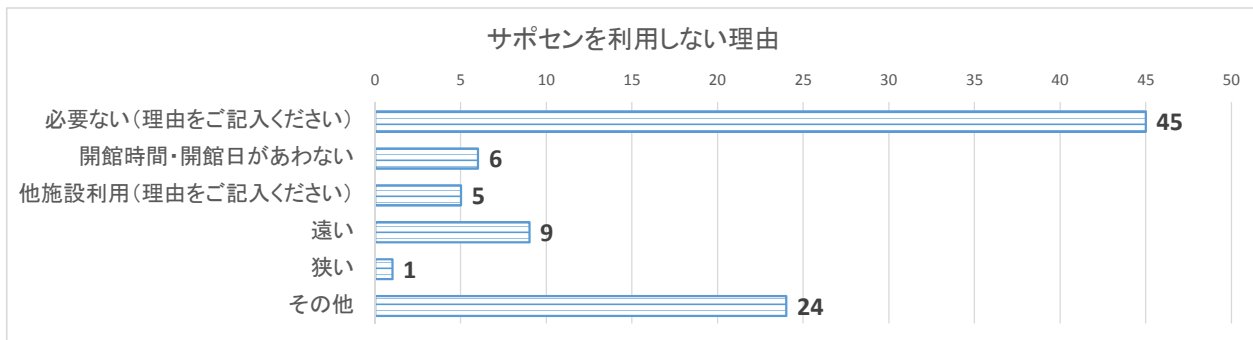 サポセンを利用しない理由
0 5 10 15 20 25 30 35 40 45 50
必要ない(理由をご記入ください) 45
開館時間・開館日があわない 6
他施設利用(理由をご記入ください) 5
遠い 9
狭い 1
その他 24